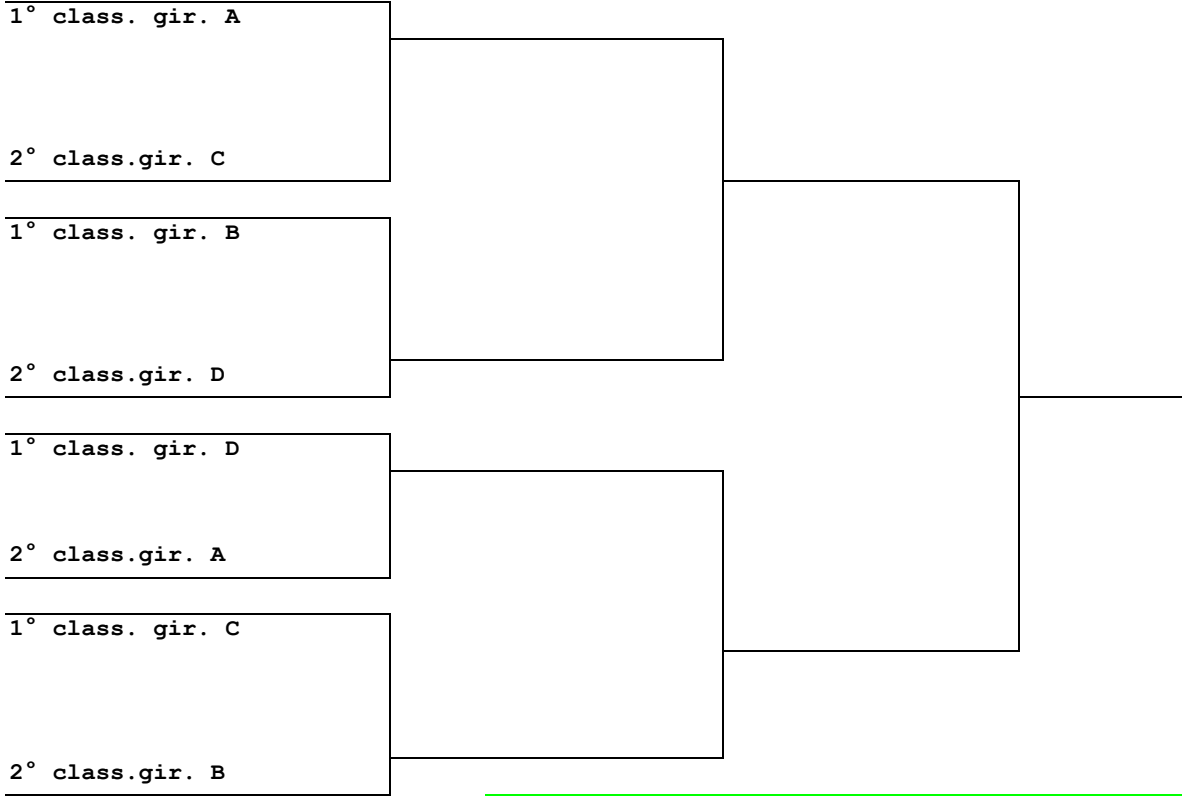 1° class. gir. A
2° class.gir. C
1° class. gir. B
2° class.gir. D
1° class. gir. D
2° class.gir. A
1° class. gir. C
2° class.gir. B